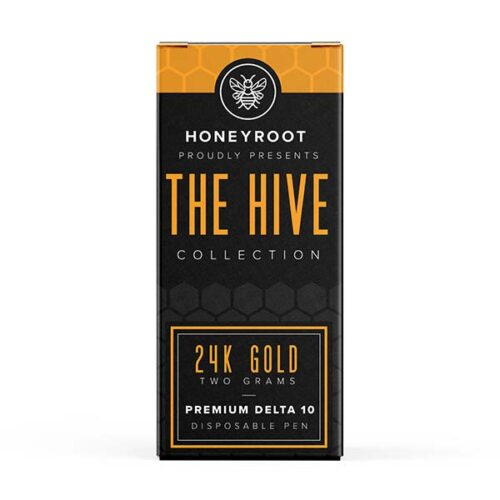 HONEYROOT
PROUDLY PRESENTS
THE HIVE
COLLECTION
24K GOLD
TWO GRAMS
PREMIUM DELTA 10
DISPOSABLE PEN